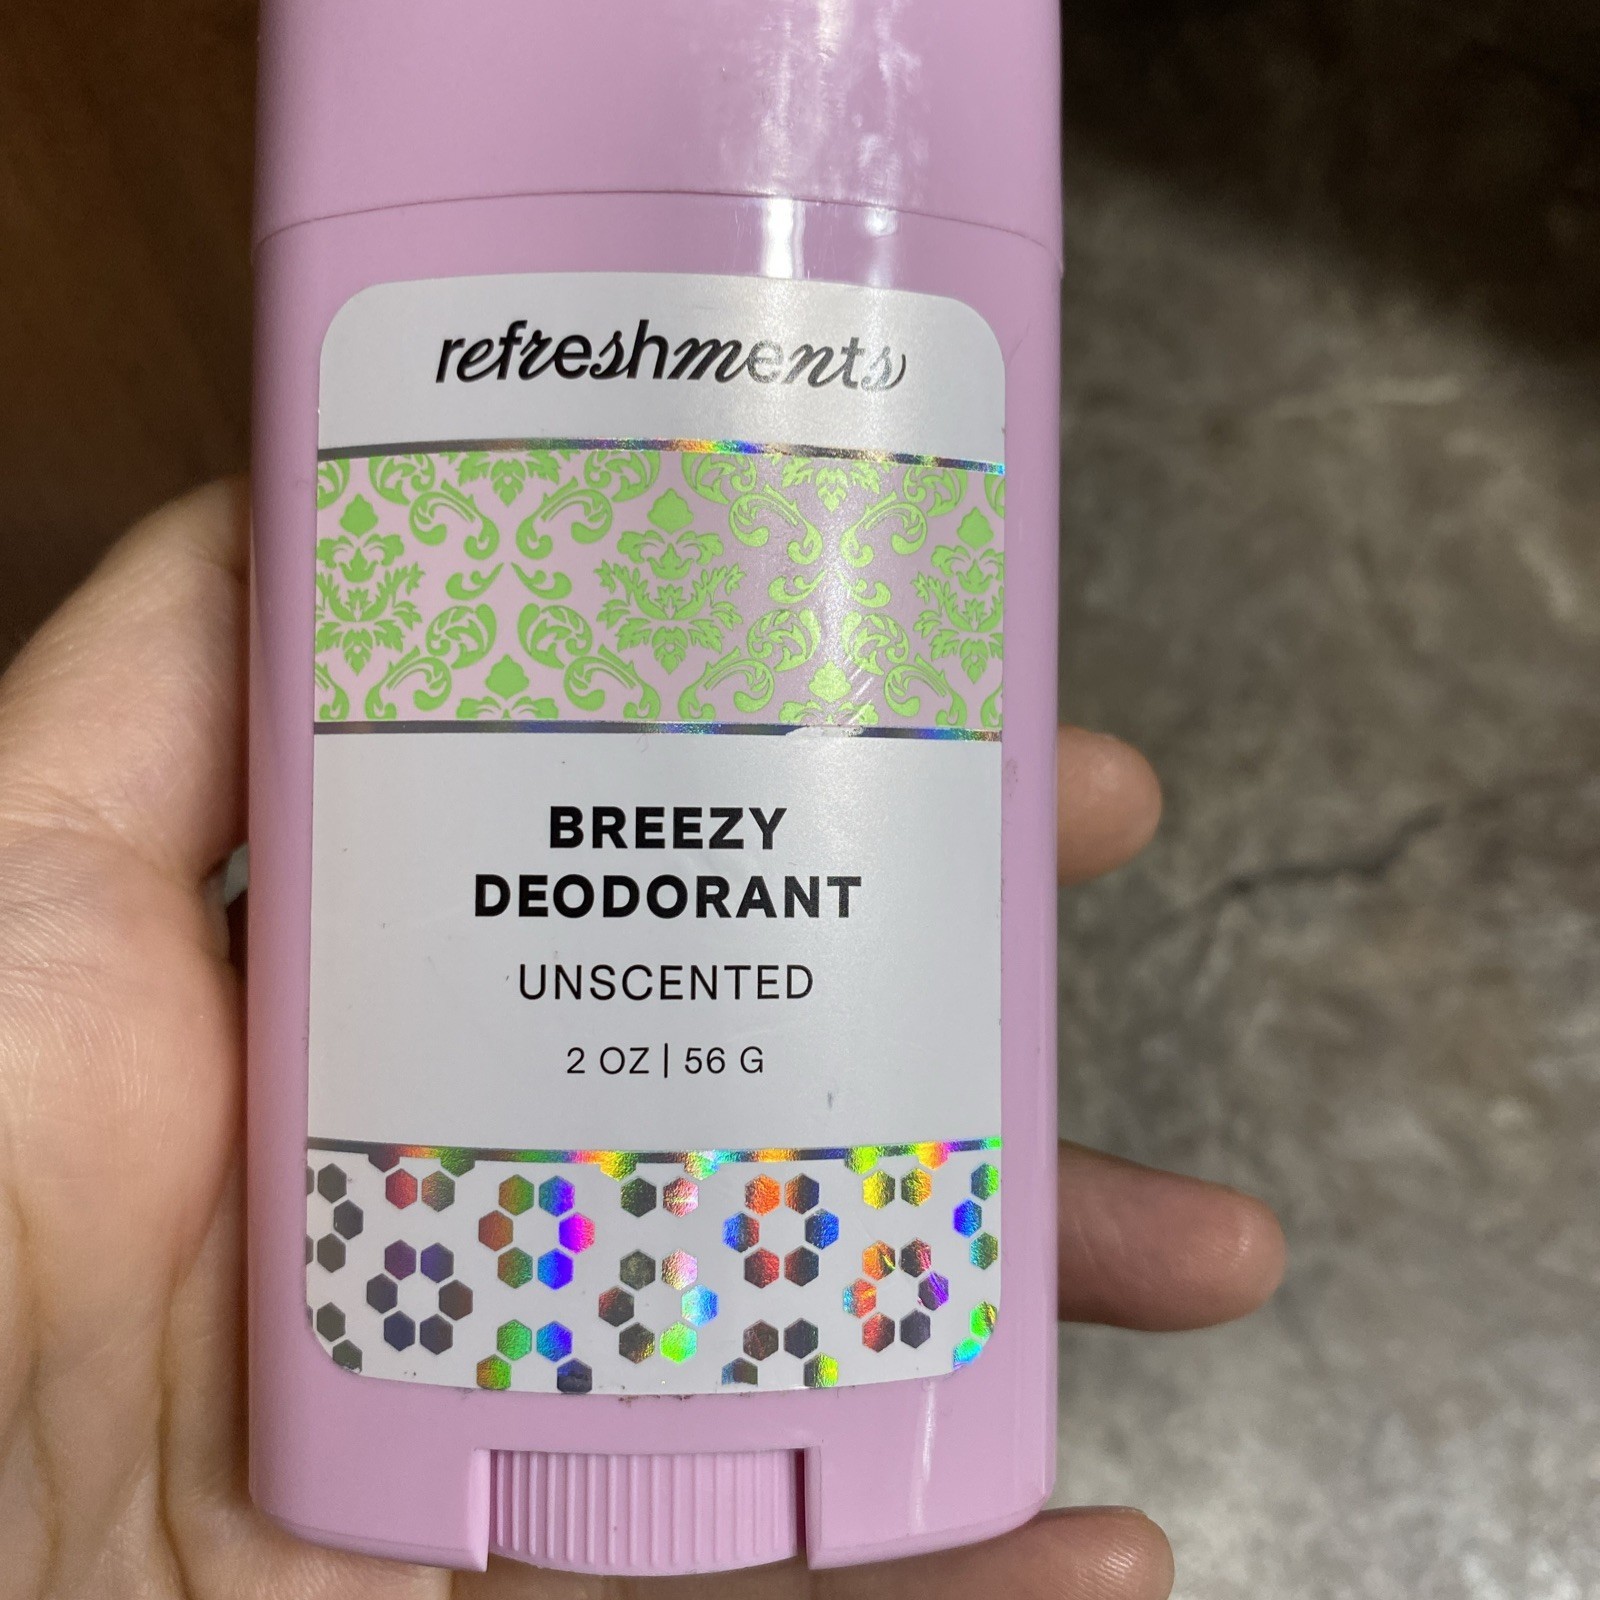 refreshments
BREEZY
DEODORANT
UNSCENTED
2 OZ | 56 G